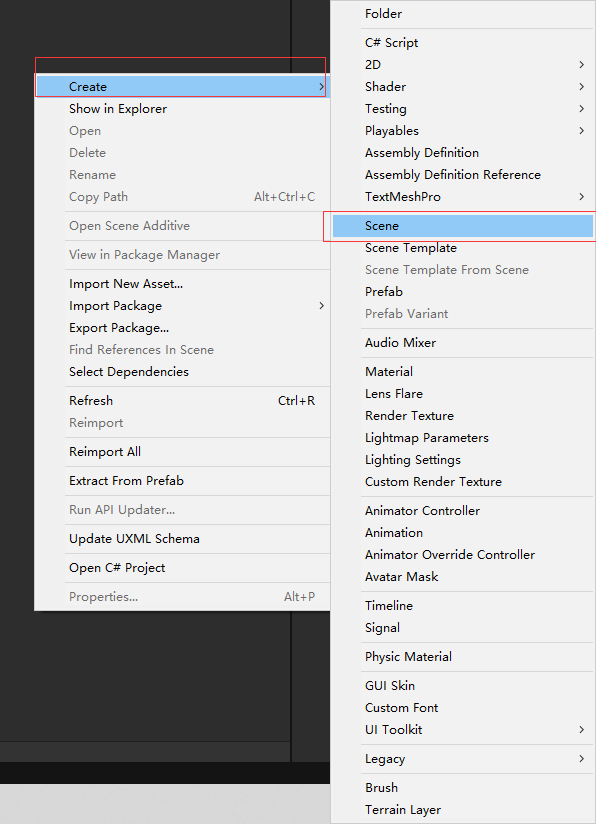 Create
Show in Explorer
Open
Delete
Rename
Copy Path Alt+Ctrl+C
Open Scene Additive
View in Package Manager
Import New Asset...
Import Package
Export Package...
Find References In Scene
Select Dependencies
Refresh Ctrl+R
Reimport
Reimport All
Extract From Prefab
Run API Updater...
Update UXML Schema
Open C# Project
Properties... Alt+P
Folder
C# Script
2D
Shader
Testing
Playables
Assembly Definition
Assembly Definition Reference
TextMeshPro
Scene
Scene Template
Scene Template From Scene
Prefab
Prefab Variant
Audio Mixer
Material
Lens Flare
Render Texture
Lightmap Parameters
Lighting Settings
Custom Render Texture
Animator Controller
Animation
Animator Override Controller
Avatar Mask
Timeline
Signal
Physic Material
GUI Skin
Custom Font
UI Toolkit
Legacy
Brush
Terrain Layer